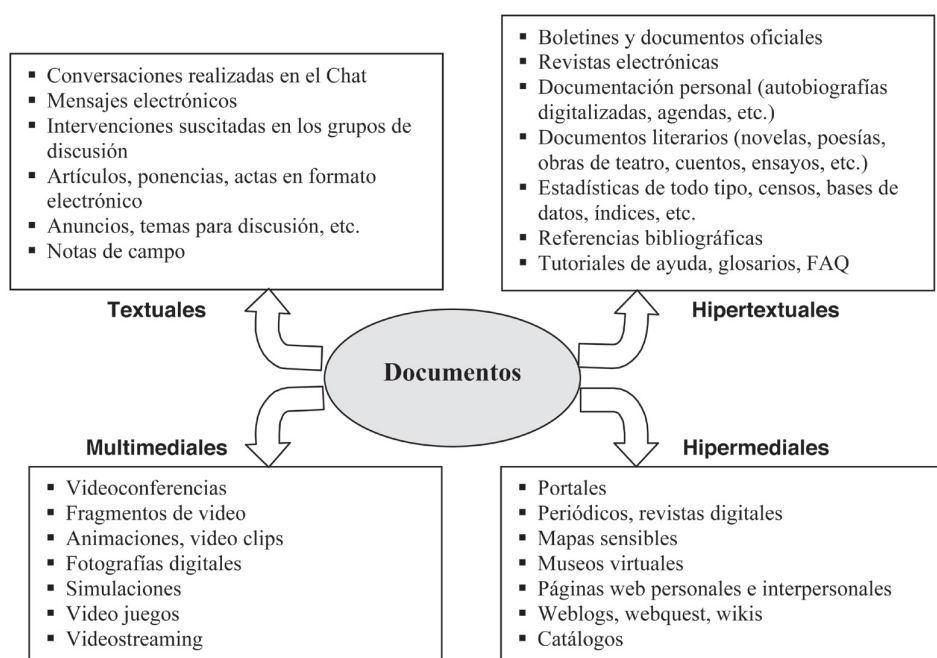 ▪ Conversaciones realizadas en el Chat
▪ Mensajes electrónicos
▪ Intervenciones suscitadas en los grupos de
discusión
▪ Artículos, ponencias, actas en formato
electrónico
▪ Anuncios, temas para discusión, etc.
▪ Notas de campo
Textuales
▪ Boletines y documentos oficiales
▪ Revistas electrónicas
▪ Documentación personal (autobiografías
digitalizadas, agendas, etc.)
▪ Documentos literarios (novelas, poesías,
obras de teatro, cuentos, ensayos, etc.)
▪ Estadísticas de todo tipo, censos, bases de
datos, índices, etc.
▪ Referencias bibliográficas
▪ Tutoriales de ayuda, glosarios, FAQ
Hipertextuales
Documentos
Multimediales
▪ Videoconferencias
▪ Fragmentos de video
▪ Animaciones, video clips
▪ Fotografías digitales
▪ Simulaciones
▪ Video juegos
▪ Videostreaming
Hipermediales
▪ Portales
▪ Periódicos, revistas digitales
▪ Mapas sensibles
▪ Museos virtuales
▪ Páginas web personales e interpersonales
▪ Weblogs, webquest, wikis
▪ Catálogos